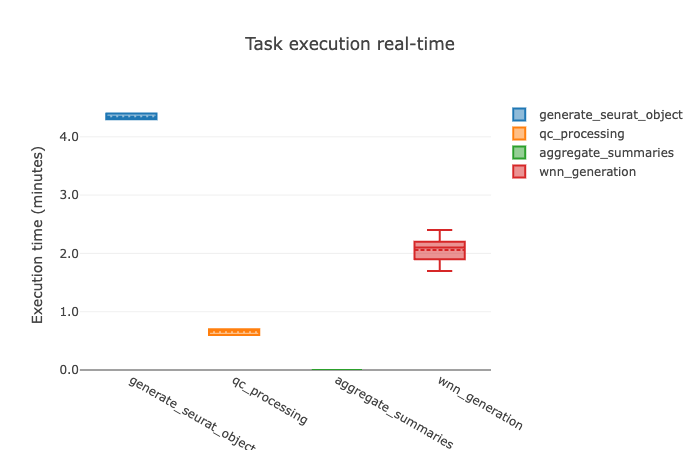 Task execution real-time
Execution time (minutes)
4.0
3.0
2.0
1.0
0.0
generate_seurat_object
qc_processing
aggregate_summaries
wnn_generation
generate_seurat_object
qc_processing
aggregate_summaries
wnn_generation